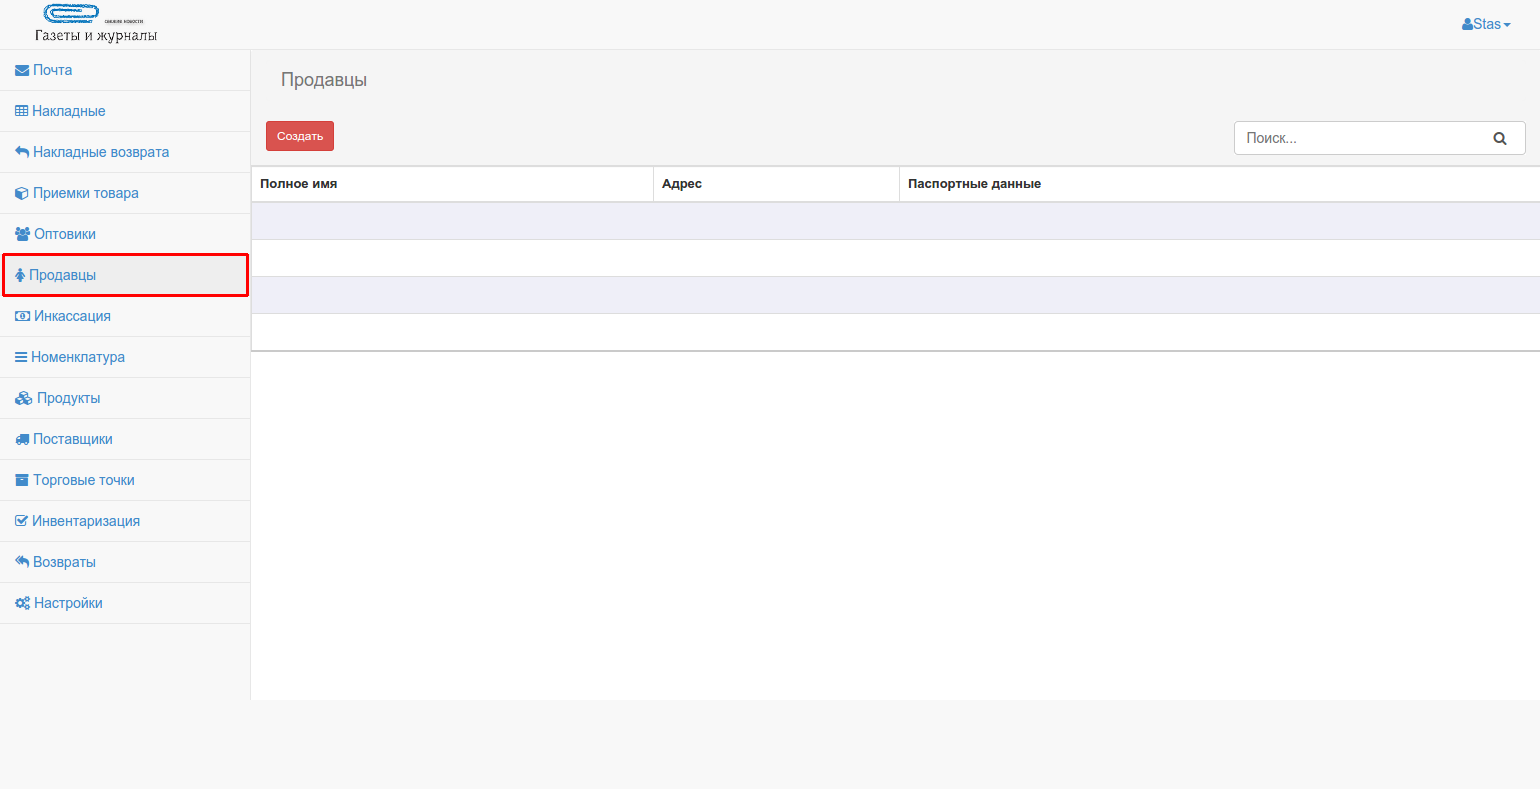 Газеты и журналы
Stas
Почта
Накладные
Накладные возврата
Приемки товара
Оптовики
Продавцы
Инкассация
Номенклатура
Продукты
Поставщики
Торговые точки
Инвентаризация
Возвраты
Настройки
Продавцы
Создать
Поиск...
Полное имя Адрес Паспортные данные